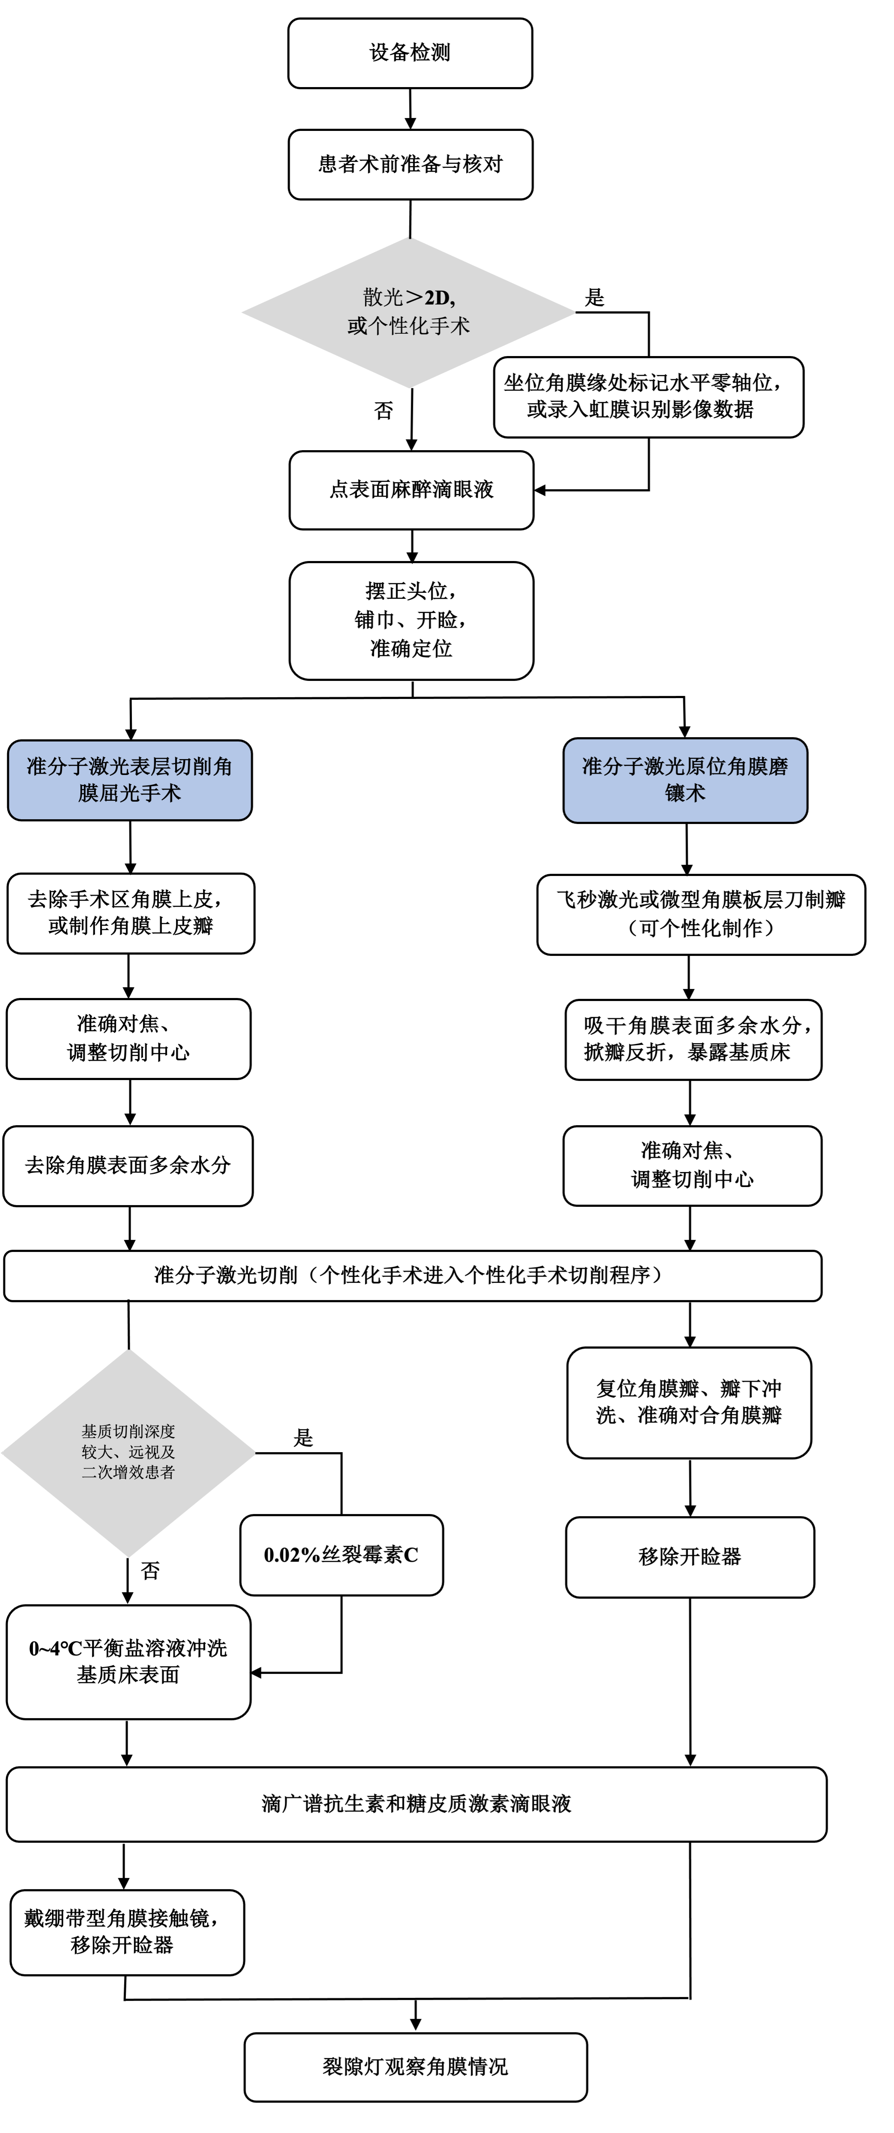 设备检测
患者术前准备与核对
散光＞2D,
或个性化手术
是
坐位角膜缘处标记水平零轴位，
或录入虹膜识别影像数据
否
点表面麻醉滴眼液
摆正头位，
铺巾、开睑，
准确定位
准分子激光表层切削角
膜屈光手术
准分子激光原位角膜磨
镶术
去除手术区角膜上皮，
或制作角膜上皮瓣
飞秒激光或微型角膜板层刀制瓣
（可个性化制作）
准确对焦、
调整切削中心
吸干角膜表面多余水分，
掀瓣反折，暴露基质床
去除角膜表面多余水分
准确对焦、
调整切削中心
准分子激光切削（个性化手术进入个性化手术切削程序）
基质切削深度
较大、远视及
二次增效患者
是
0.02%丝裂霉素C
否
0~4°C平衡盐溶液冲洗
基质床表面
复位角膜瓣、瓣下冲
洗、准确对合角膜瓣
移除开睑器
滴广谱抗生素和糖皮质激素滴眼液
戴绷带型角膜接触镜，
移除开睑器
裂隙灯观察角膜情况